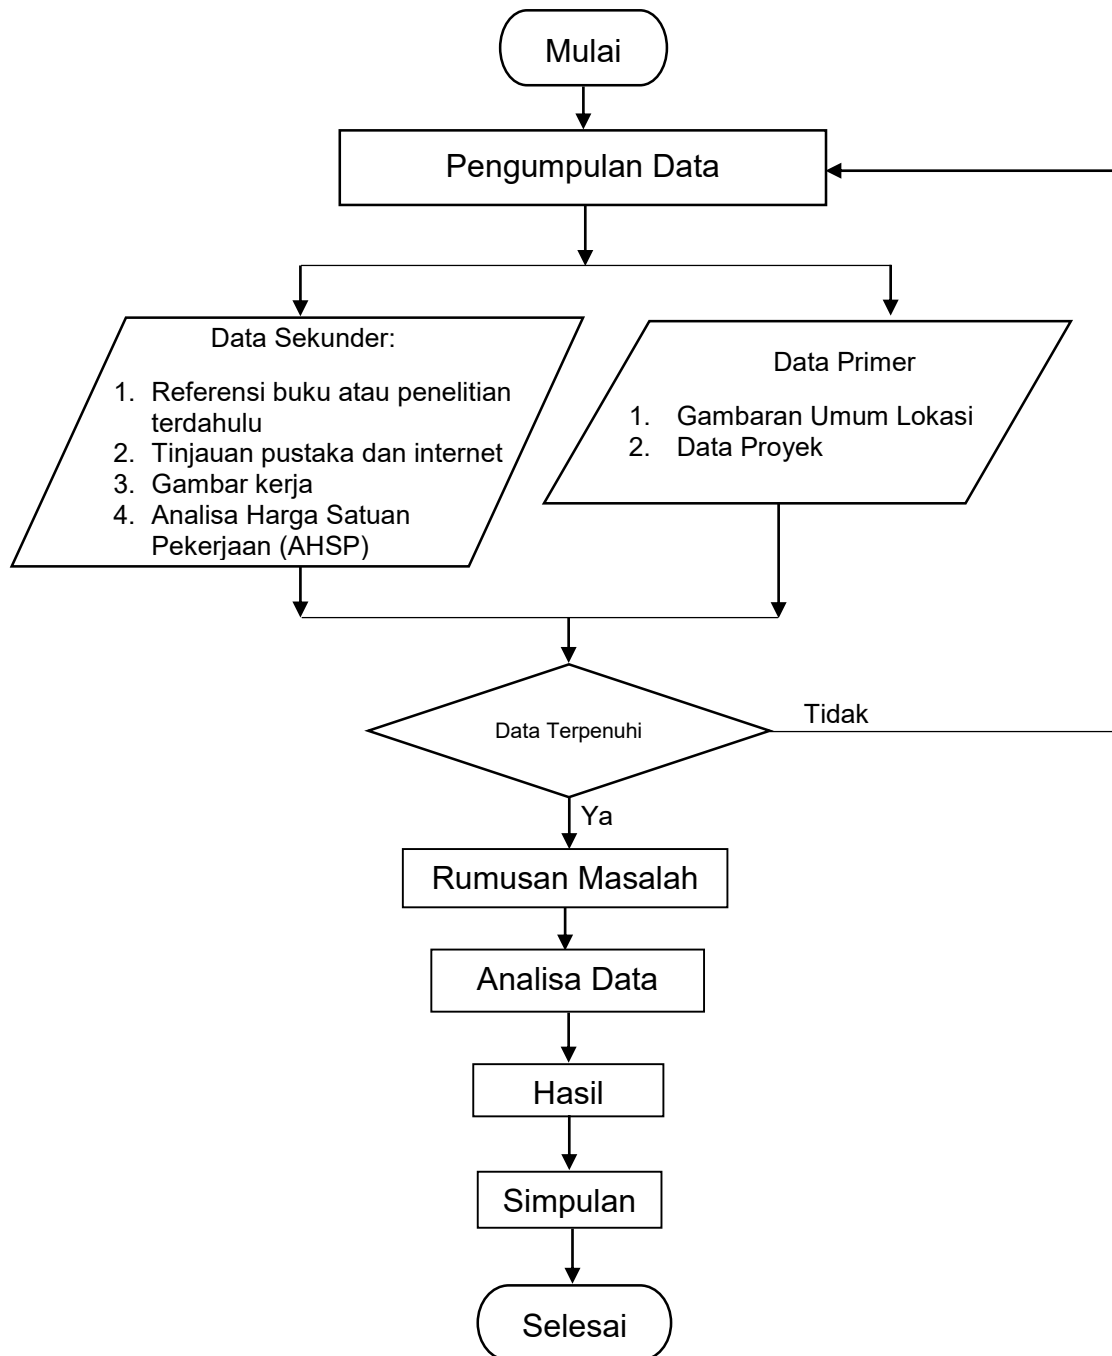 Mulai
Pengumpulan Data
Data Sekunder:
1. Referensi buku atau penelitian
terdahulu
2. Tinjauan pustaka dan internet
3. Gambar kerja
4. Analisa Harga Satuan
Pekerjaan (AHSP)
Data Primer
1. Gambaran Umum Lokasi
2. Data Proyek
Data Terpenuhi
Tidak
Ya
Rumusan Masalah
Analisa Data
Hasil
Simpulan
Selesai